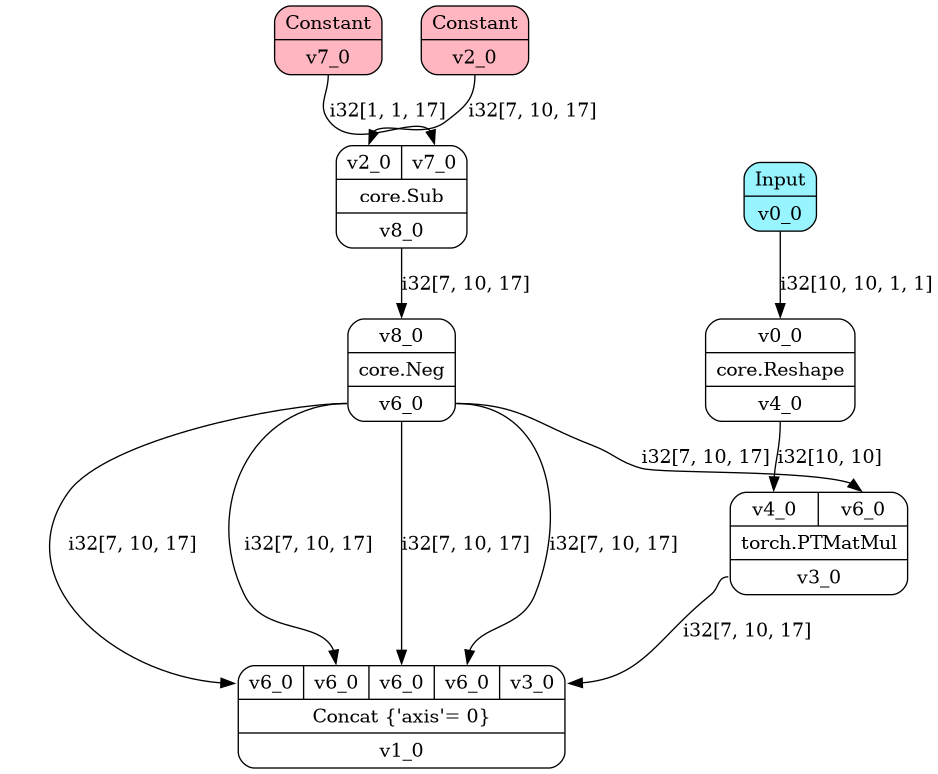 Constant
v7_0
Constant
v2_0
i32[1, 1, 17]
i32[7, 10, 17]
v2_0
v7_0
core.Sub
v8_0
Input
v0_0
i32[7, 10, 17]
i32[10, 10, 1, 1]
v8_0
core.Neg
v6_0
v0_0
core.Reshape
v4_0
i32[7, 10, 17]
i32[10, 10]
v4_0
v6_0
torch.PTMatMul
v3_0
i32[7, 10, 17]
i32[7, 10, 17]
i32[7, 10, 17]
i32[7, 10, 17]
i32[7, 10, 17]
v6_0
v6_0
v6_0
v6_0
v3_0
Concat {'axis'= 0}
v1_0